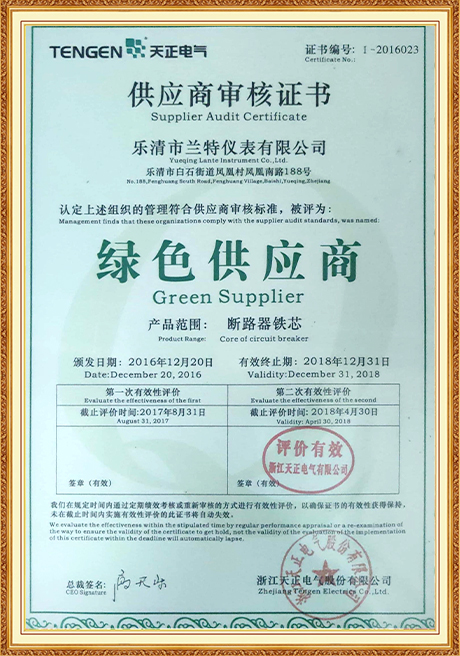 TENGEN 天正电气
证书编号: I-2016023
Certificate No.:
供应商审核证书
Supplier Audit Certificate
乐清市兰特仪表有限公司
Yueqing Lante Instrument Co.,Ltd.
乐清市白石街道凤凰村凤凰南路188号
No.188,Fenghuang South Road,Fenghuang Village,Baishi,Yueqing,Zhejiang
认定上述组织的管理符合供应商审核标准，被评为:
Management finds that these organizations comply with the supplier audit standards, was named:
绿色供应商
Green Supplier
产品范围: 断路器铁芯
Product Range: Core of circuit breaker
颁发日期: 2016年12月20日 有效终止期: 2018年12月31日
Date:December 20, 2016 Validity:December 31, 2018
第一次有效性评价 第二次有效性评价
Evaluate the effectiveness of the first Evaluate the effectiveness of the second
截止评价时间:2017年8月31日 截止评价时间:2018年4月30日
August 31, 2017 Validity: April 30, 2018
评价有效
浙江天正电气股份有限公司
签章（有效） 签章（有效）
我们在规定时间内通过定期绩效考核或重新审核的方式进行有效性评价，以确保证书的有效性获得保持，
未在截止时间内实施有效性评价的此证书将自动失效。
We evaluate the effectiveness within the stipulated time by regular performance appraisal or a re-examination of
the way to ensure the validity of the certificate to get held, not the validity of the evaluation of the implementation
of this certificate within the deadline will automatically lapse.
总裁签名:
CEO Signature
浙江天正电气股份有限公司
Zhejiang Tengen Electrics Co., Ltd.